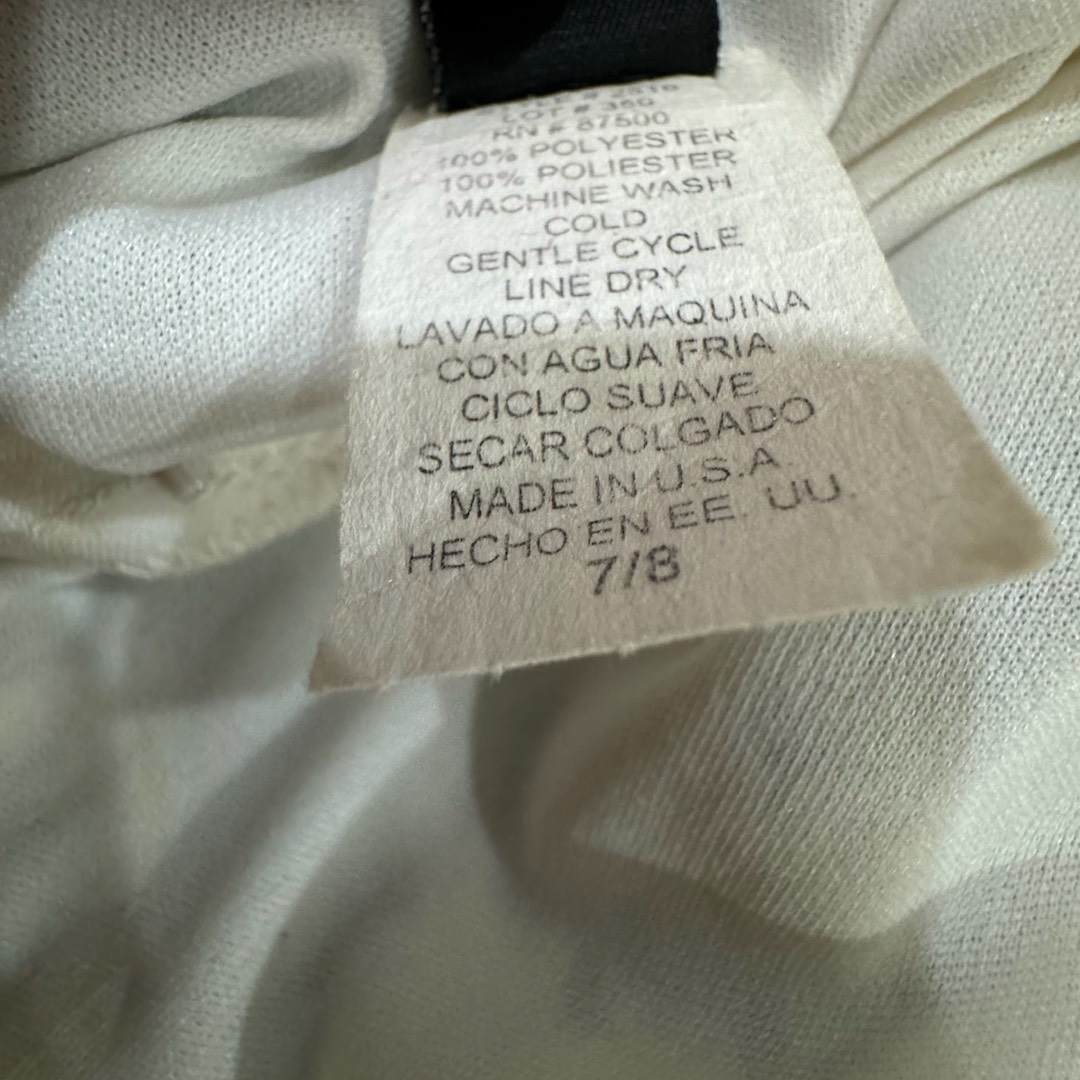 LOT # 360
RN # 87500
100% POLYESTER
100% POLIESTER
MACHINE WASH
COLD
GENTLE CYCLE
LINE DRY
LAVADO A MAQUINA
CON AGUA FRIA
CICLO SUAVE
SECAR COLGADO
MADE IN U.S.A.
HECHO EN EE. UU.
7/8